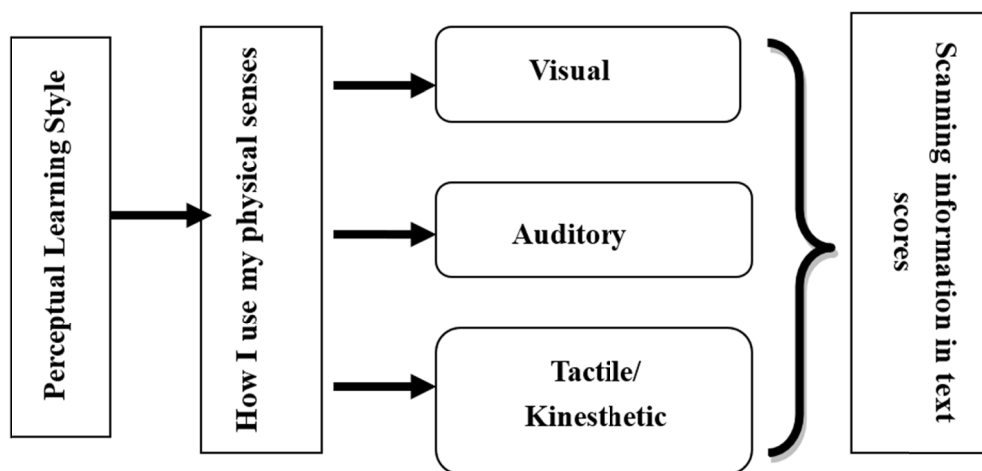 Perceptual Learning Style
How I use my physical senses
Visual
Auditory
Tactile/
Kinesthetic
Scanning information in text
scores